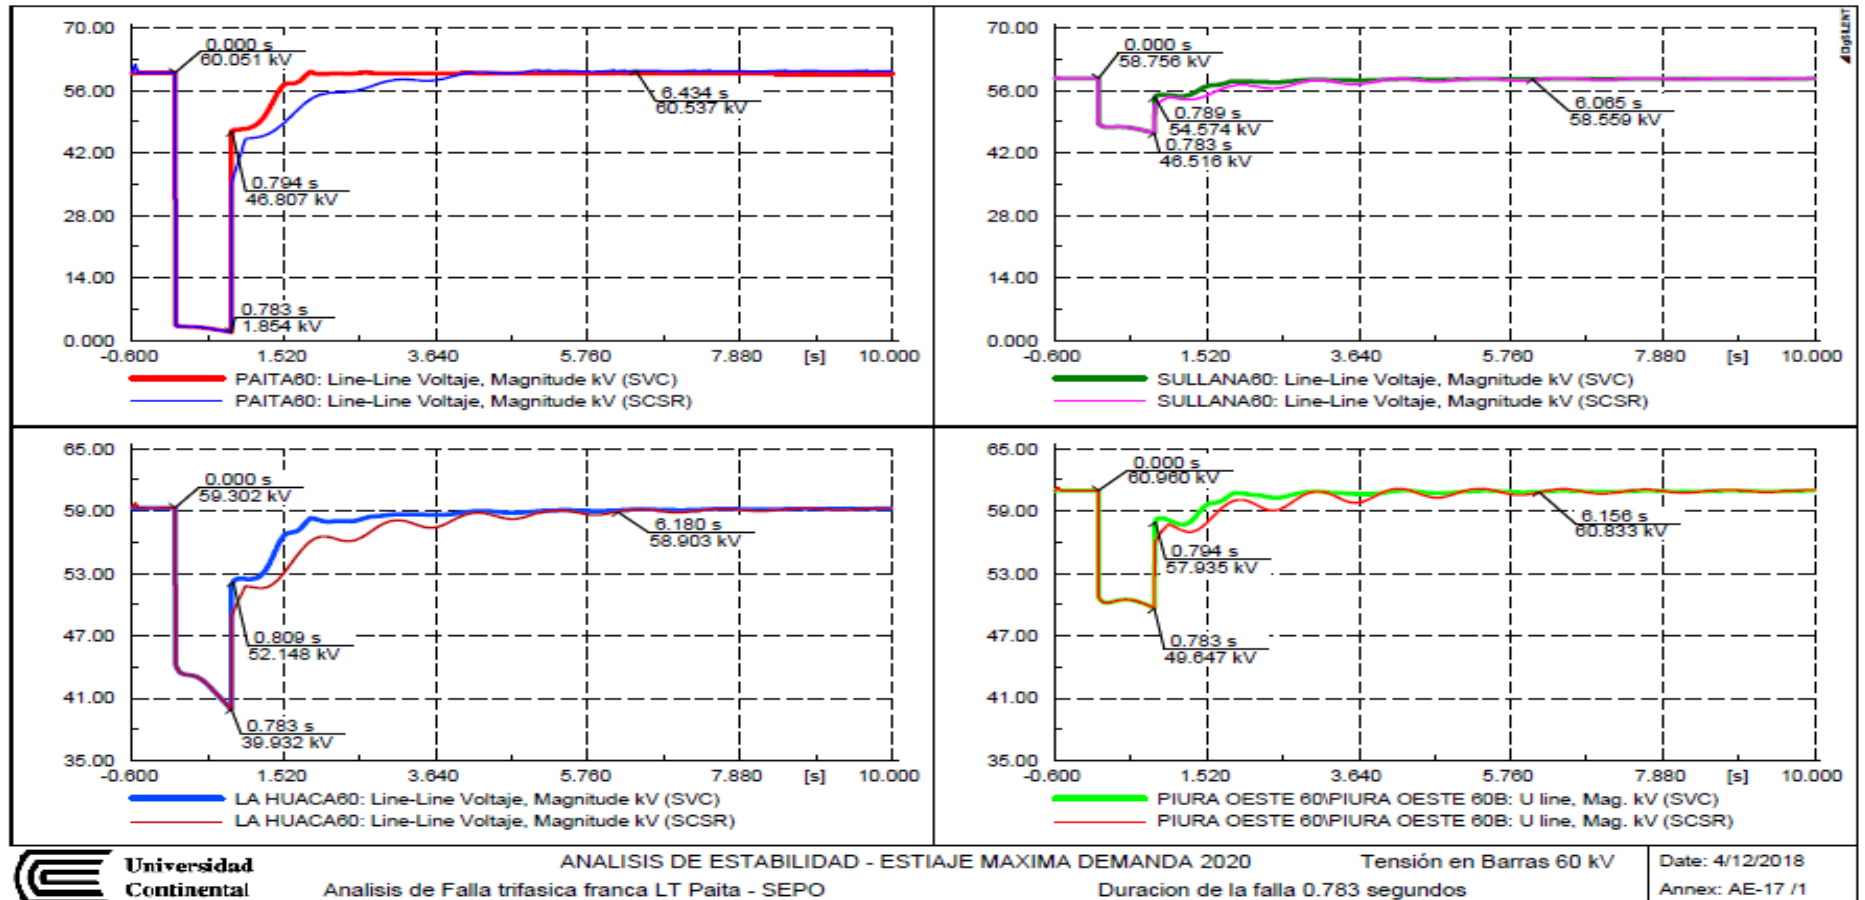 70.00
56.00
42.00
28.00
14.00
0.000
-0.600
1.520
3.640
5.760
7.880
[s]
10.000
0.000 s
60.051 kV
6.434 s
60.537 kV
0.794 s
46.807 kV
0.783 s
1.854 kV
PAITA60: Line-Line Voltaje, Magnitude kV (SVC)
PAITA60: Line-Line Voltaje, Magnitude kV (SCSR)
70.00
56.00
42.00
28.00
14.00
0.000
-0.600
1.520
3.640
5.760
7.880
[s]
10.000
0.000 s
58.756 kV
0.789 s
54.574 kV
0.783 s
46.516 kV
6.065 s
58.559 kV
SULLANA60: Line-Line Voltaje, Magnitude kV (SVC)
SULLANA60: Line-Line Voltaje, Magnitude kV (SCSR)
DIgSILENT
65.00
59.00
53.00
47.00
41.00
35.00
-0.600
1.520
3.640
5.760
7.880
[s]
10.000
0.000 s
59.302 kV
6.180 s
58.903 kV
0.809 s
52.148 kV
0.783 s
39.932 kV
LA HUACA60: Line-Line Voltaje, Magnitude kV (SVC)
LA HUACA60: Line-Line Voltaje, Magnitude kV (SCSR)
65.00
59.00
53.00
47.00
41.00
35.00
-0.600
1.520
3.640
5.760
7.880
[s]
10.000
0.000 s
60.960 kV
6.156 s
60.833 kV
0.794 s
57.935 kV
0.783 s
49.647 kV
PIURA OESTE 60\PIURA OESTE 60B: U line, Mag. kV (SVC)
PIURA OESTE 60\PIURA OESTE 60B: U line, Mag. kV (SCSR)
Universidad
Continental
ANALISIS DE ESTABILIDAD - ESTIAJE MAXIMA DEMANDA 2020
Tensión en Barras 60 kV
Analisis de Falla trifasica franca LT Paita - SEPO
Duracion de la falla 0.783 segundos
Date: 4/12/2018
Annex: AE-17 /1